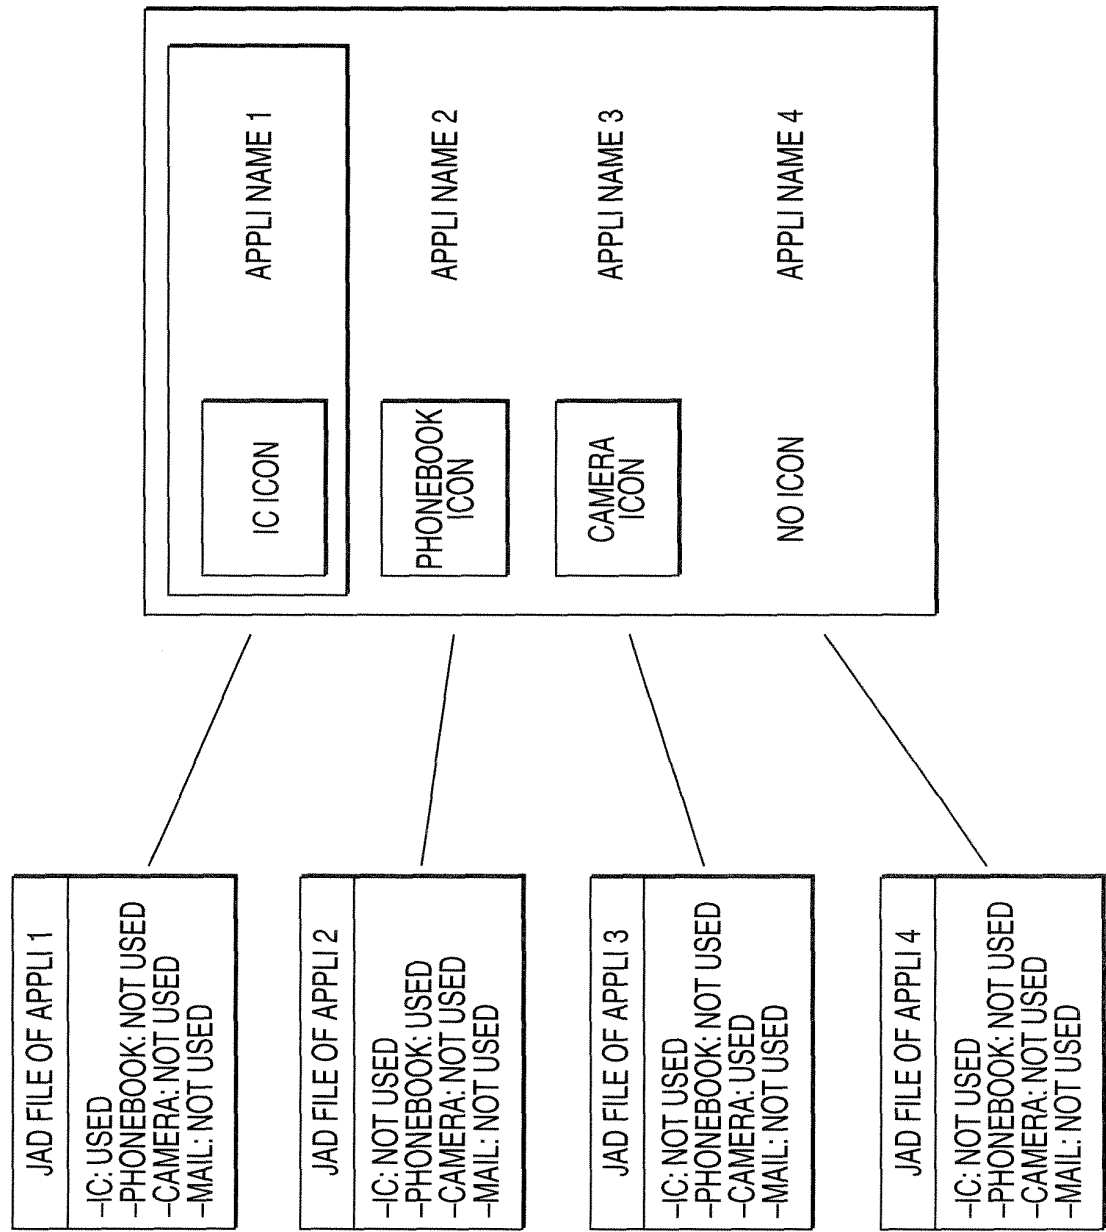 JAD FILE OF APPLI 1
–IC: USED
–PHONEBOOK: NOT USED
–CAMERA: NOT USED
–MAIL: NOT USED
JAD FILE OF APPLI 2
–IC: NOT USED
–PHONEBOOK: USED
–CAMERA: NOT USED
–MAIL: NOT USED
JAD FILE OF APPLI 3
–IC: NOT USED
–PHONEBOOK: NOT USED
–CAMERA: USED
–MAIL: NOT USED
JAD FILE OF APPLI 4
–IC: NOT USED
–PHONEBOOK: NOT USED
–CAMERA: NOT USED
–MAIL: NOT USED
IC ICON
APPLI NAME 1
PHONEBOOK
ICON
APPLI NAME 2
CAMERA
ICON
APPLI NAME 3
NO ICON
APPLI NAME 4